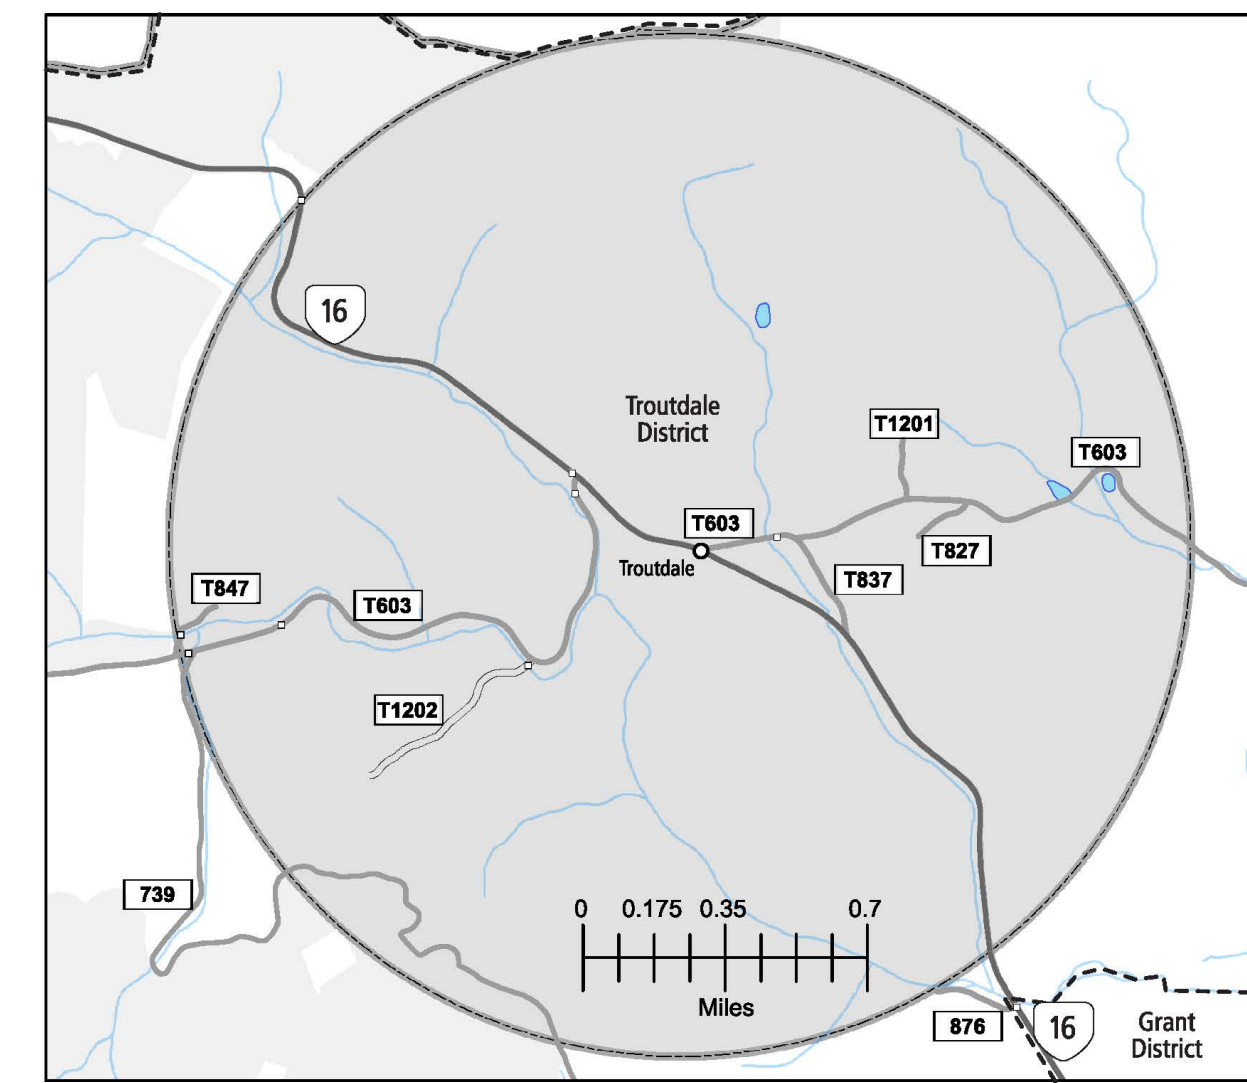 16
Troutdale
District
T1201
T603
T603
Troutdale
T827
T837
T847
T603
T1202
739
0 0.175 0.35 0.7
Miles
876
16
Grant
District